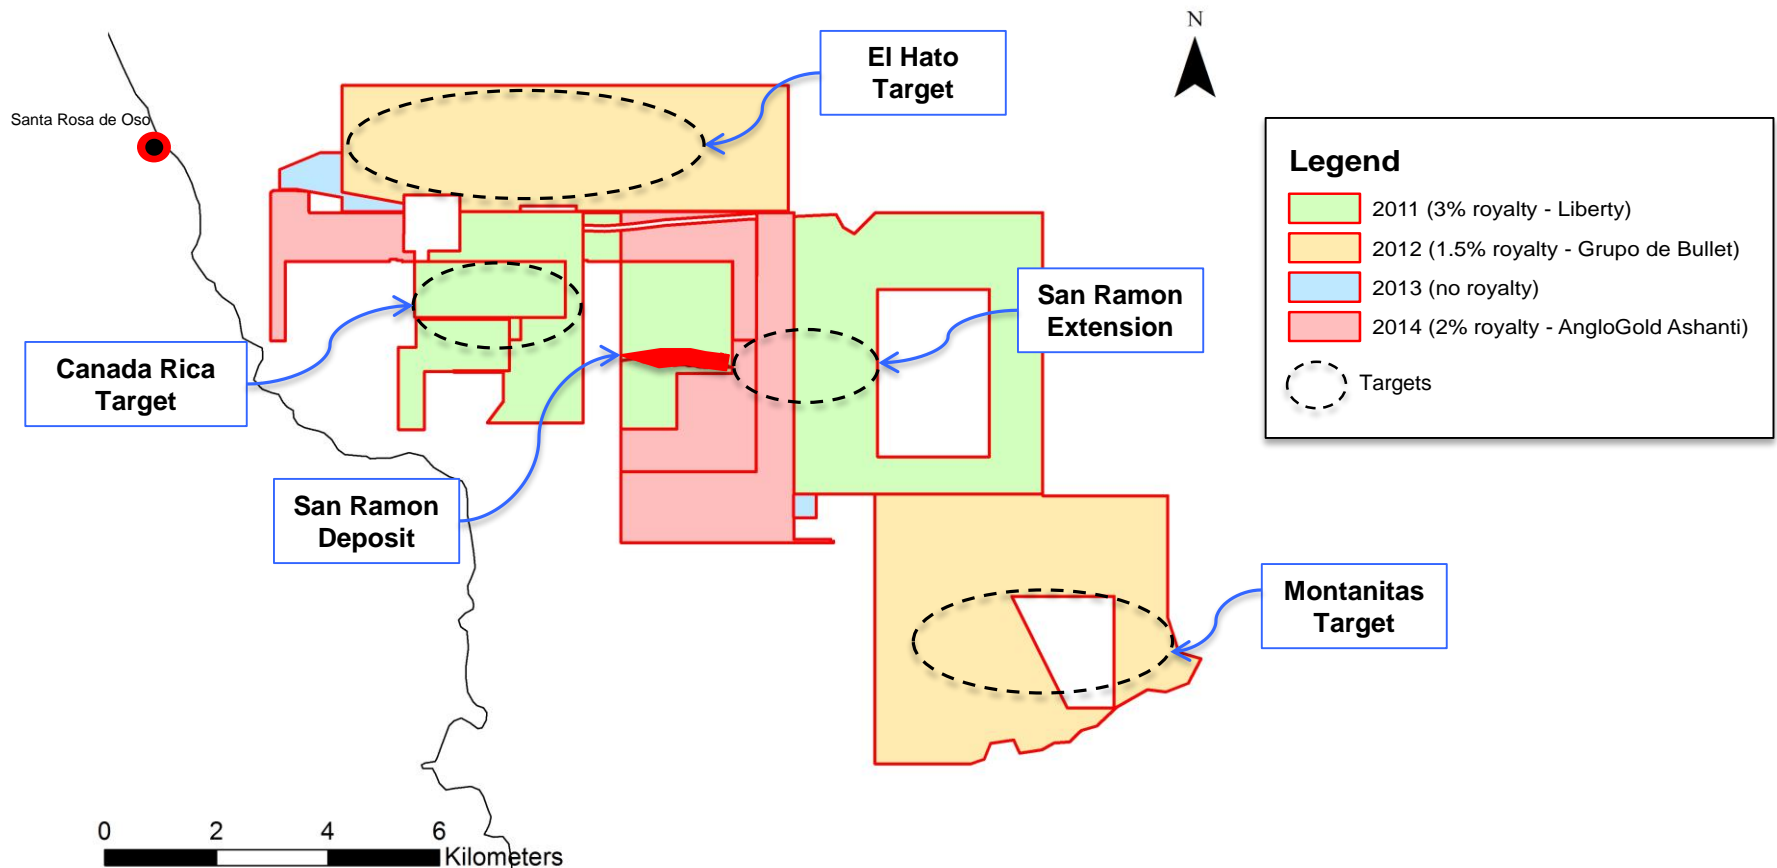 N
El Hato
Target
Santa Rosa de Oso
Legend
2011 (3% royalty - Liberty)
2012 (1.5% royalty - Grupo de Bullet)
2013 (no royalty)
2014 (2% royalty - AngloGold Ashanti)
Targets
San Ramon
Extension
Canada Rica
Target
San Ramon
Deposit
Montanitas
Target
0 2 4 6
Kilometers